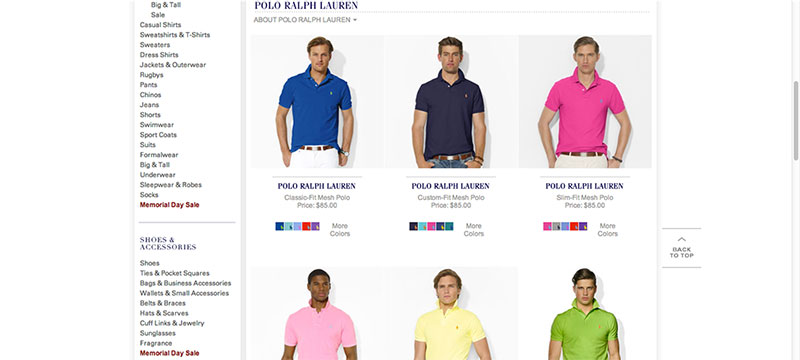 Big & Tall
Sale
Casual Shirts
Sweatshirts & T-Shirts
Sweaters
Dress Shirts
Jackets & Outerwear
Rugbys
Pants
Chinos
Jeans
Shorts
Swimwear
Sport Coats
Suits
Formalwear
Big & Tall
Underwear
Sleepwear & Robes
Socks
Memorial Day Sale
SHOES &
ACCESSORIES
Shoes
Ties & Pocket Squares
Bags & Business Accessories
Wallets & Small Accessories
Belts & Braces
Hats & Scarves
Cuff Links & Jewelry
Sunglasses
Fragrance
Memorial Day Sale
POLO RALPH LAUREN
ABOUT POLO RALPH LAUREN
POLO RALPH LAUREN
Classic-Fit Mesh Polo
Price: $85.00
More
Colors
POLO RALPH LAUREN
Custom-Fit Mesh Polo
Price: $85.00
More
Colors
POLO RALPH LAUREN
Slim-Fit Mesh Polo
Price: $85.00
More
Colors
BACK
TO TOP